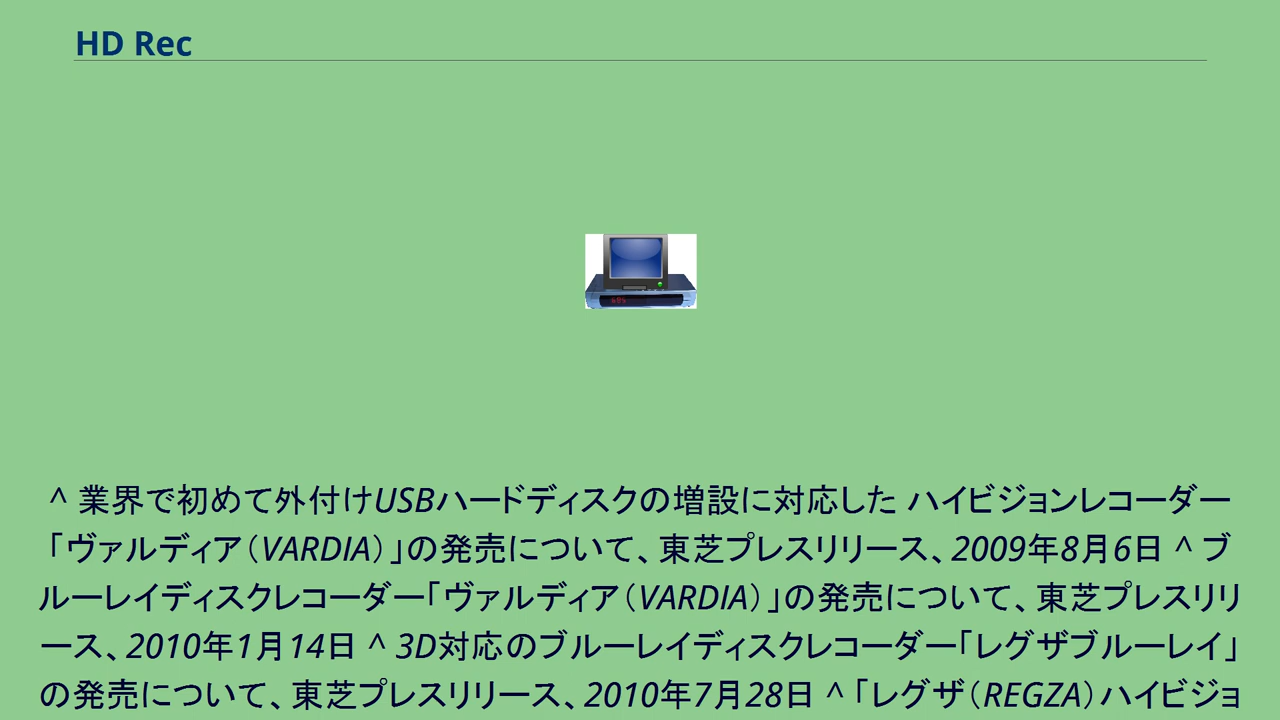 HD Rec
^ 業界で初めて外付けUSBハードディスクの増設に対応した ハイビジョンレコーダー
「ヴァルディア（VARDIA）」の発売について、東芝プレスリリース、2009年8月6日 ^ ブ
ルーレイディスクレコーダー「ヴァルディア（VARDIA）」の発売について、東芝プレスリリ
ース、2010年1月14日 ^ 3D対応のブルーレイディスクレコーダー「レグザブルーレイ」
の発売について、東芝プレスリリース、2010年7月28日 ^ 「レグザ（REGZA）ハイビジョ